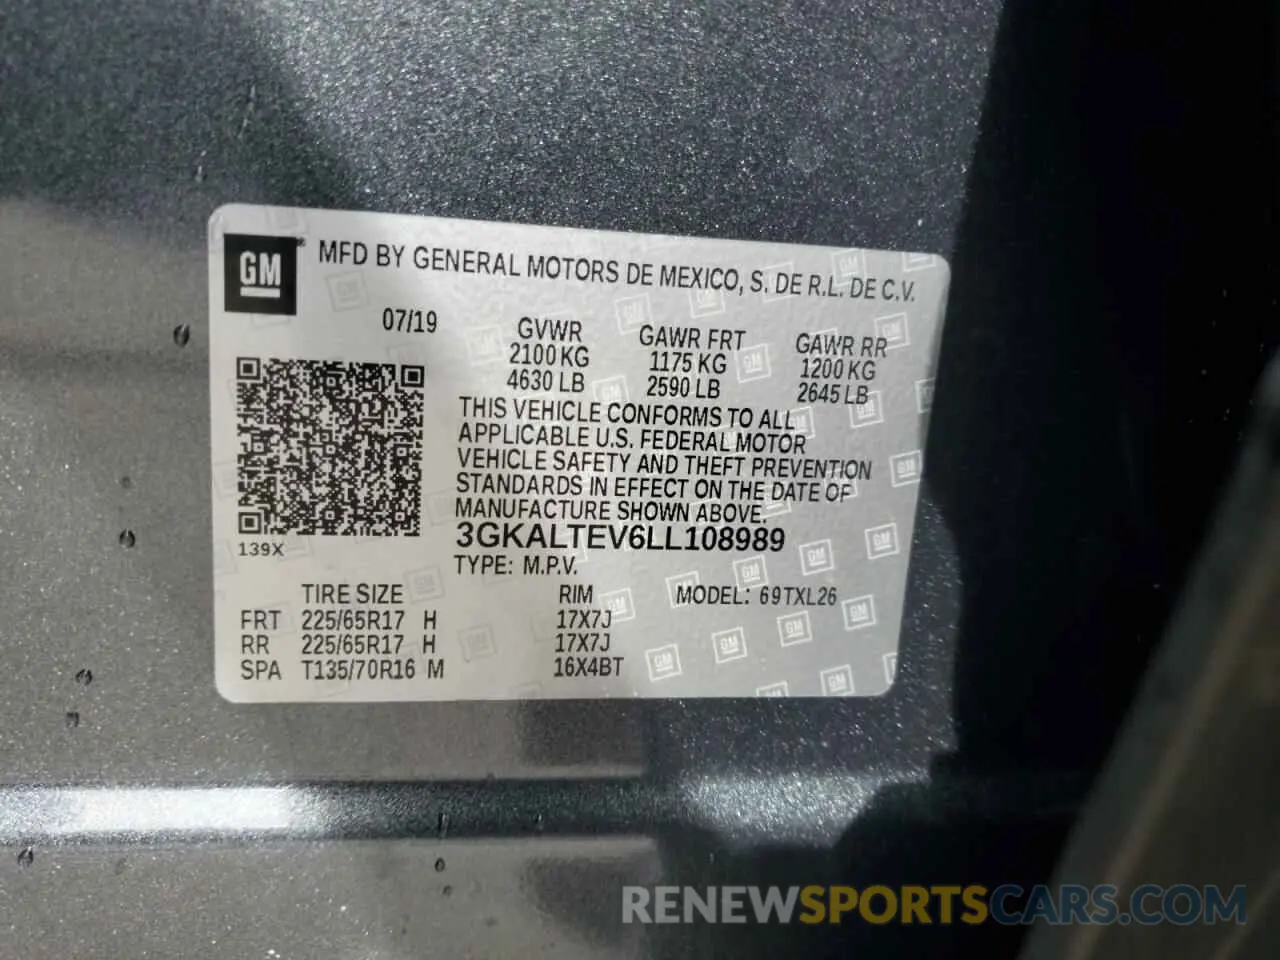 GM
MFD BY GENERAL MOTORS DE MEXICO, S. DE R.L. DE C.V.
07/19 GVWR GAWR FRT GAWR RR
2100 KG 1175 KG 1200 KG
4630 LB 2590 LB 2645 LB
THIS VEHICLE CONFORMS TO ALL
APPLICABLE U.S. FEDERAL MOTOR
VEHICLE SAFETY AND THEFT PREVENTION
STANDARDS IN EFFECT ON THE DATE OF
MANUFACTURE SHOWN ABOVE.
3GKALTEV6LL108989
139X
TYPE: M.P.V.
TIRE SIZE RIM MODEL: 69TXL26
FRT 225/65R17 H 17X7J
RR 225/65R17 H 17X7J
SPA T135/70R16 M 16X4BT
RENEWSPORTSCARS.COM